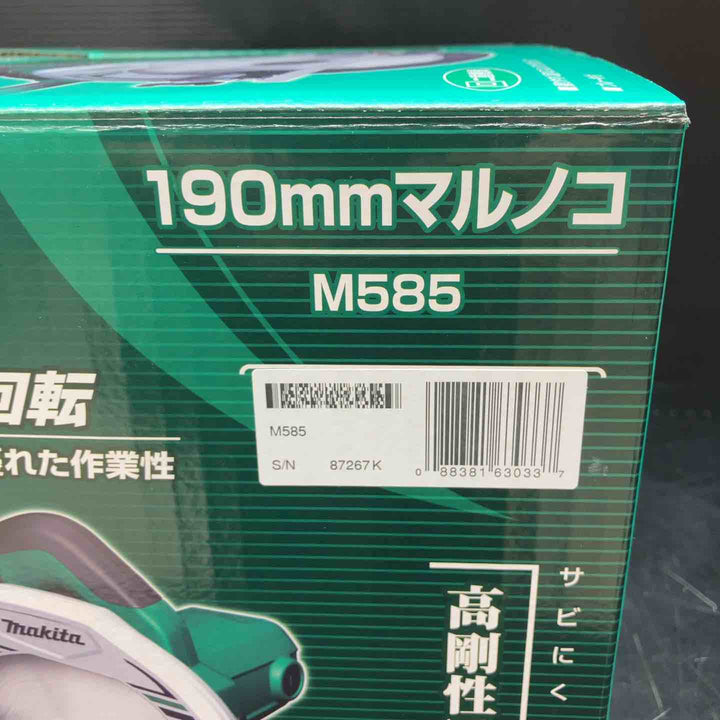 190mmマルノコ
M585
回転
れた作業性
M585
S/N 87267K
0 88381 63033 7
サビにく
高剛性
makita